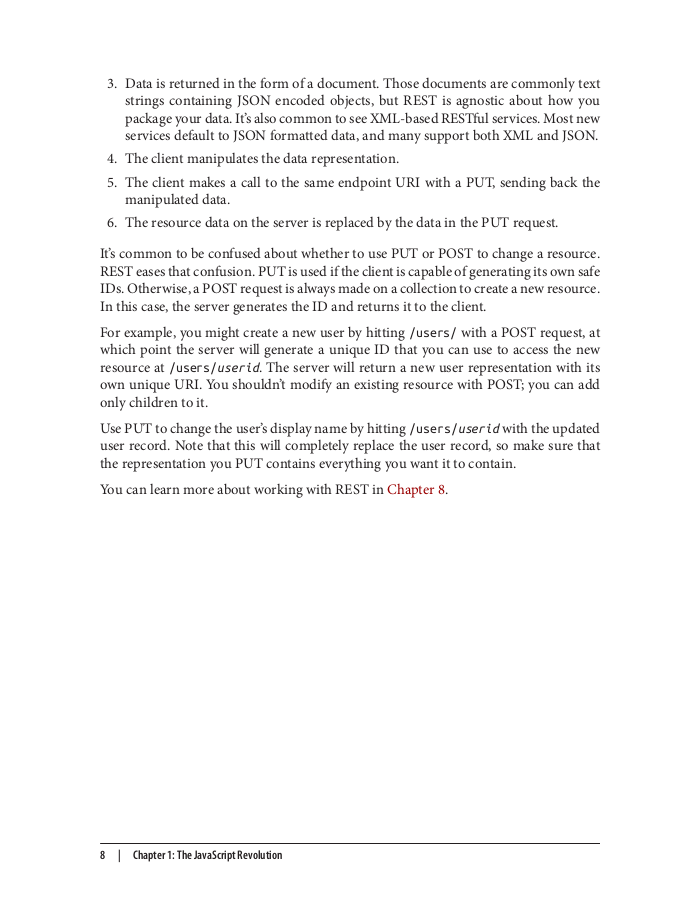 3. Data is returned in the form of a document. Those documents are commonly text
strings containing JSON encoded objects, but REST is agnostic about how you
package your data. It's also common to see XML-based RESTful services. Most new
services default to JSON formatted data, and many support both XML and JSON.
4. The client manipulates the data representation.
5. The client makes a call to the same endpoint URI with a PUT, sending back the
manipulated data.
6. The resource data on the server is replaced by the data in the PUT request.
It's common to be confused about whether to use PUT or POST to change a resource.
REST eases that confusion. PUT is used if the client is capable of generating its own safe
IDs. Otherwise, a POST request is always made on a collection to create a new resource.
In this case, the server generates the ID and returns it to the client.
For example, you might create a new user by hitting /users/ with a POST request, at
which point the server will generate a unique ID that you can use to access the new
resource at /users/userid. The server will return a new user representation with its
own unique URI. You shouldn't modify an existing resource with POST; you can add
only children to it.
Use PUT to change the user's display name by hitting /users/userid with the updated
user record. Note that this will completely replace the user record, so make sure that
the representation you PUT contains everything you want it to contain.
You can learn more about working with REST in Chapter 8.
8 | Chapter 1: The JavaScript Revolution